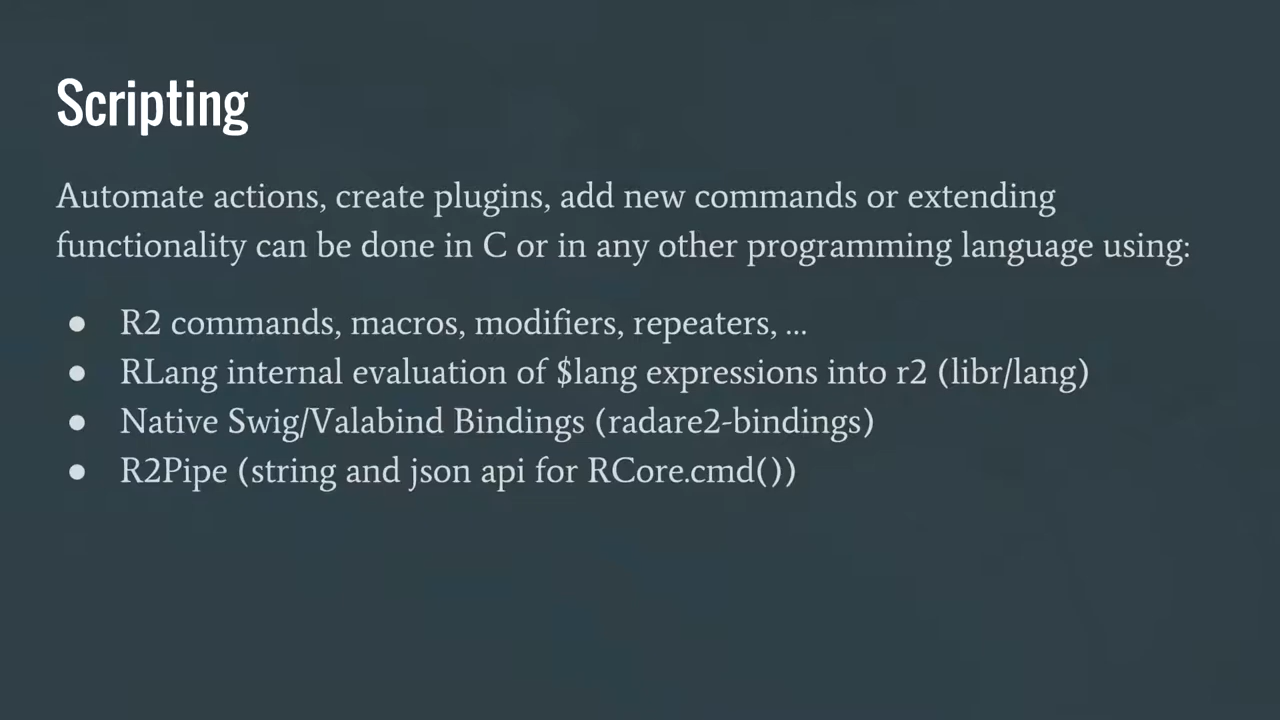 Scripting
Automate actions, create plugins, add new commands or extending
functionality can be done in C or in any other programming language using:
● R2 commands, macros, modifiers, repeaters, ...
● RLang internal evaluation of $lang expressions into r2 (libr/lang)
● Native Swig/Valabind Bindings (radare2-bindings)
● R2Pipe (string and json api for RCore.cmd())